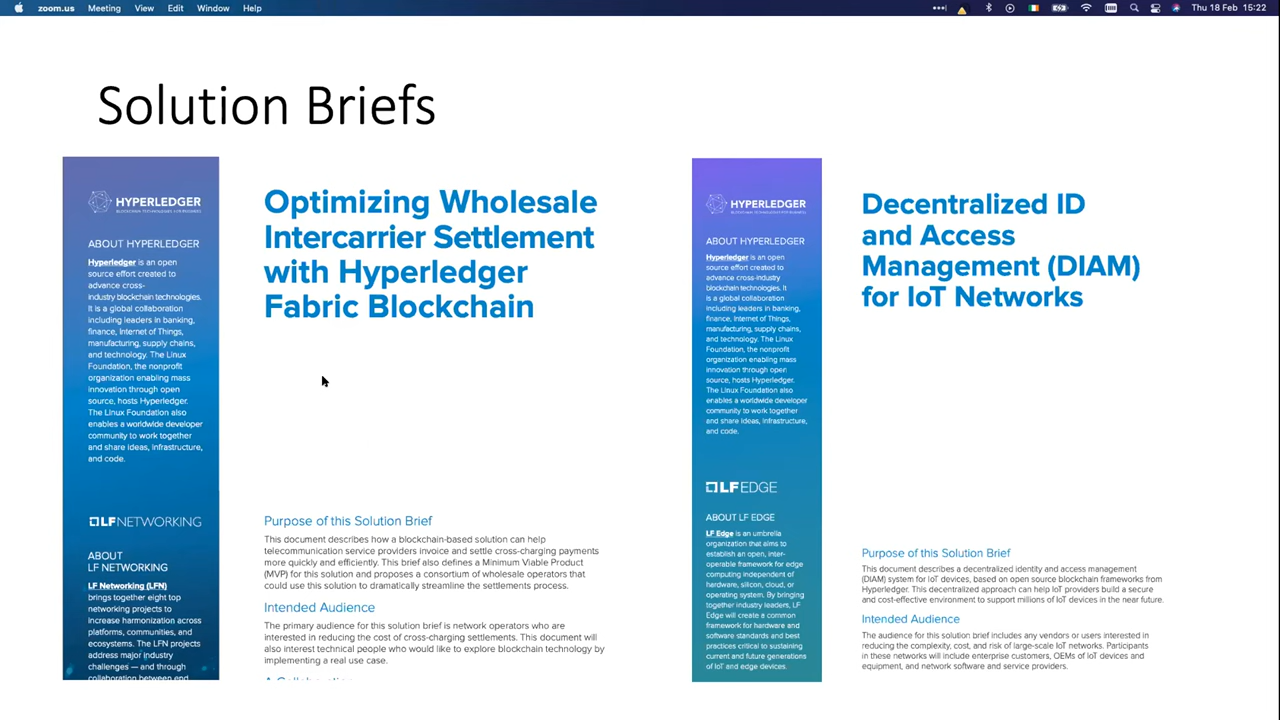 zoom.us Meeting View Edit Window Help
Thu 18 Feb 15:22
Solution Briefs
HYPERLEDGER
ABOUT HYPERLEDGER
Hyperledger is an open
source effort created to
advance cross-
industry blockchain technologies.
It is a global collaboration
including leaders in banking,
finance, Internet of Things,
manufacturing, supply chains,
and technology. The Linux
Foundation, the nonprofit
organization enabling mass
innovation through open
source, hosts Hyperledger.
The Linux Foundation also
enables a worldwide developer
community to work together
and share ideas, infrastructure,
and code.
LFNETWORKING
ABOUT
LF NETWORKING
LF Networking (LFN)
brings together eight top
networking projects to
increase harmonization across
platforms, communities, and
ecosystems. The LFN projects
address major industry
challenges — and through
collaboration between end
Optimizing Wholesale
Intercarrier Settlement
with Hyperledger
Fabric Blockchain
Purpose of this Solution Brief
This document describes how a blockchain-based solution can help
telecommunication service providers invoice and settle cross-charging payments
more quickly and efficiently. This brief also defines a Minimum Viable Product
(MVP) for this solution and proposes a consortium of wholesale operators that
could use this solution to dramatically streamline the settlements process.
Intended Audience
The primary audience for this solution brief is network operators who are
interested in reducing the cost of cross-charging settlements. This document will
also interest technical people who would like to explore blockchain technology by
implementing a real use case.
HYPERLEDGER
ABOUT HYPERLEDGER
Hyperledger is an open
source effort created to
advance cross-industry
blockchain technologies. It
is a global collaboration
including leaders in banking,
finance, Internet of Things,
manufacturing, supply chains,
and technology. The Linux
Foundation, the nonprofit
organization enabling mass
innovation through open
source, hosts Hyperledger.
The Linux Foundation also
enables a worldwide developer
community to work together
and share ideas, infrastructure,
and code.
LFEDGE
ABOUT LF EDGE
LF Edge is an umbrella
organization that aims to
establish an open, inter-
operable framework for edge
computing independent of
hardware, silicon, cloud, or
operating system. By bringing
together industry leaders, LF
Edge will create a common
framework for hardware and
software standards and best
practices critical to sustaining
current and future generations
of IoT and edge devices.
Decentralized ID
and Access
Management (DIAM)
for IoT Networks
Purpose of this Solution Brief
This document describes a decentralized identity and access management
(DIAM) system for IoT devices, based on open source blockchain frameworks from
Hyperledger. This decentralized approach can help IoT providers build a secure
and cost-effective environment to support millions of IoT devices in the near future.
Intended Audience
The audience for this solution brief includes any vendors or users interested in
reducing the complexity, cost, and risk of large-scale IoT networks. Participants
in these networks will include enterprise customers, OEMs of IoT devices and
equipment, and network software and service providers.